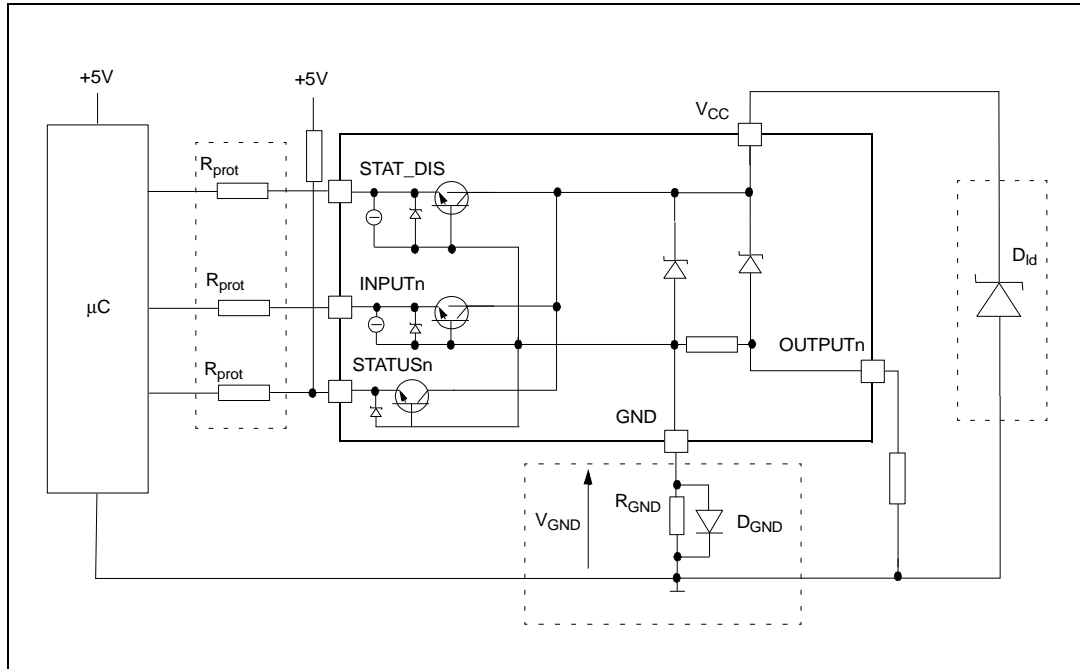 +5V
+5V
V_CC
R_prot
STAT_DIS
D_ld
R_prot
INPUTn
μC
OUTPUTn
R_prot
STATUSn
GND
R_GND
V_GND
D_GND